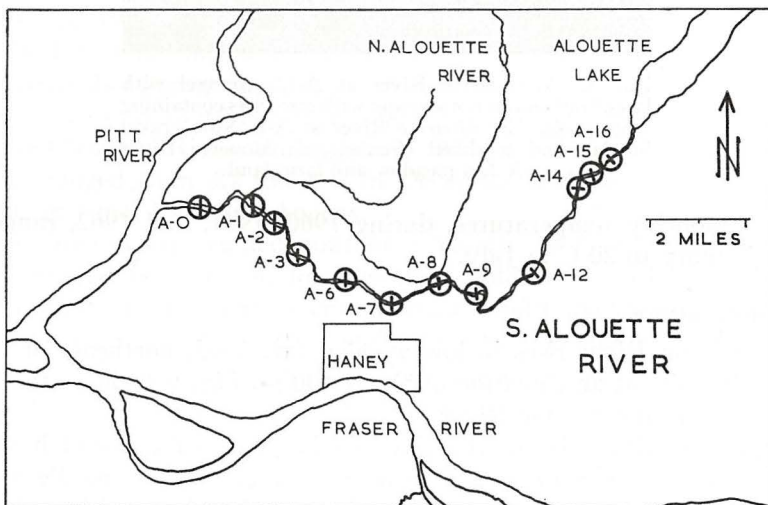 N. ALOUETTE
RIVER
ALOUETTE
LAKE
PITT
RIVER
A-16
A-15
A-14
N
A-0
A-1
A-2
2 MILES
A-3
A-8
A-9
A-12
A-6
A-7
S. ALOUETTE
RIVER
HANEY
FRASER RIVER